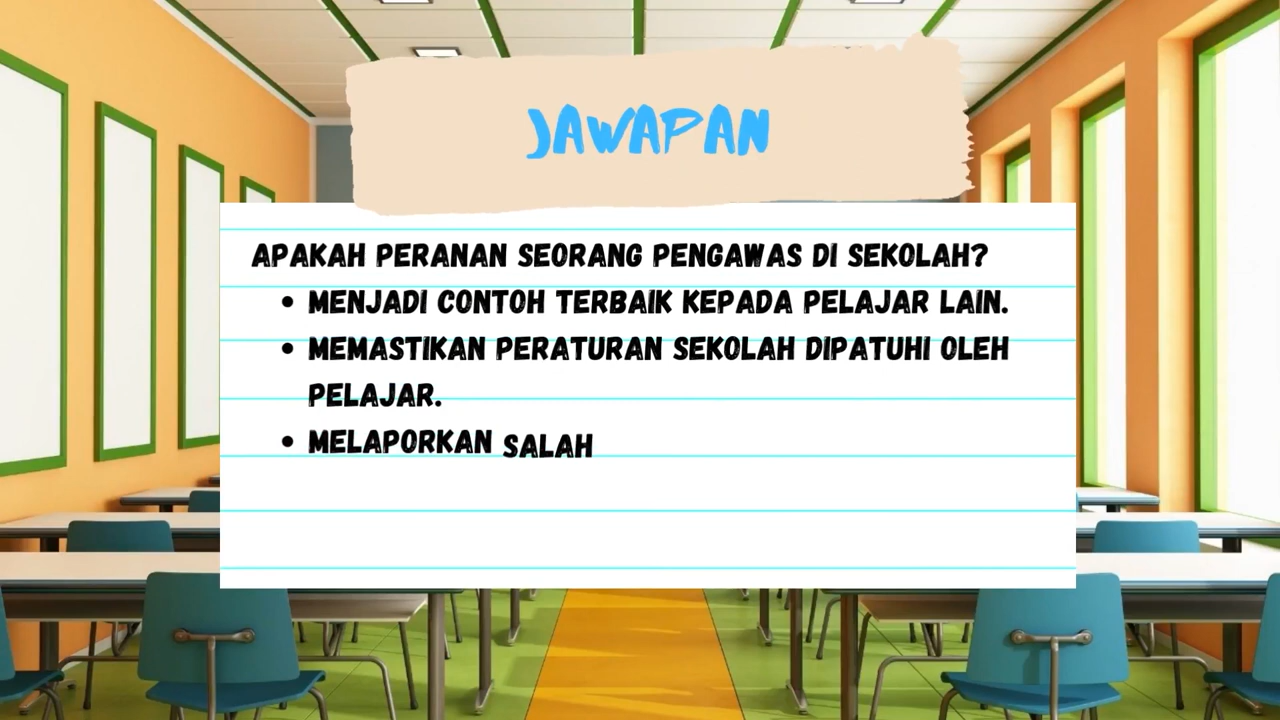 JAWAPAN
APAKAH PERANAN SEORANG PENGAWAS DI SEKOLAH?
• MENJADI CONTOH TERBAIK KEPADA PELAJAR LAIN.
• MEMASTIKAN PERATURAN SEKOLAH DIPATUHI OLEH
PELAJAR.
• MELAPORKAN SALAH